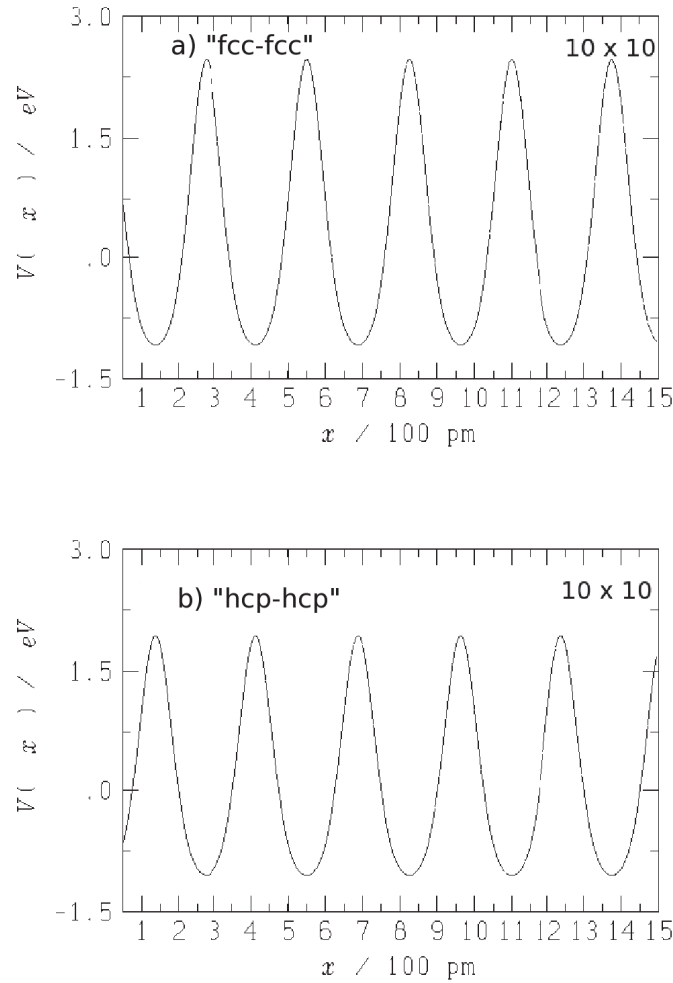 3.0
a) "fcc-fcc"
10 x 10
1.5
V( x ) / eV
.0
-1.5
1 2 3 4 5 6 7 8 9 10 11 12 13 14 15
x / 100 pm
3.0
b) "hcp-hcp"
10 x 10
1.5
V( x ) / eV
.0
-1.5
1 2 3 4 5 6 7 8 9 10 11 12 13 14 15
x / 100 pm